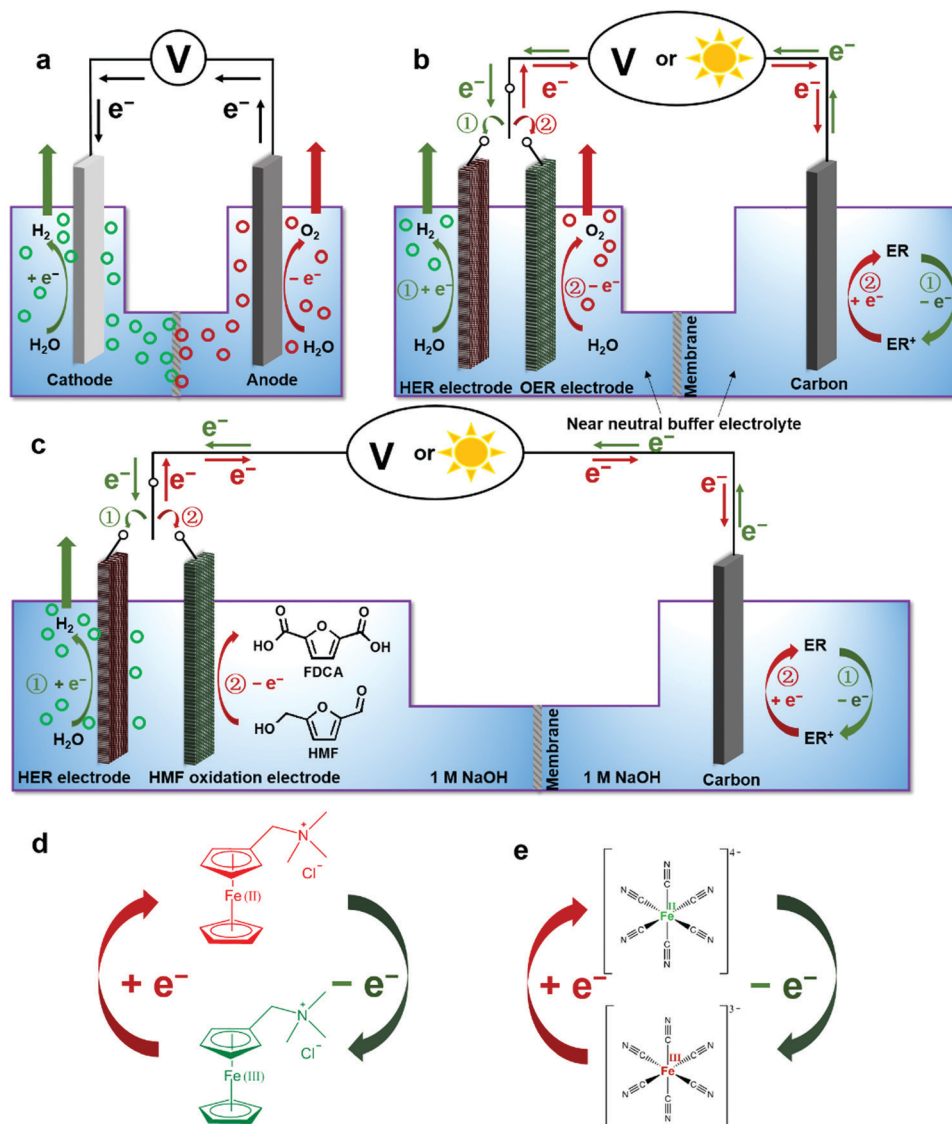 a
V
e⁻
e⁻
H₂
+ e⁻
H₂O
Cathode
O₂
− e⁻
H₂O
Anode
b
V or
e⁻
e⁻
e⁻
e⁻
e⁻
e⁻
① ②
H₂
① + e⁻
H₂O
HER electrode
O₂
② − e⁻
H₂O
OER electrode
Membrane
ER
② + e⁻
① − e⁻
ER⁺
Carbon
Near neutral buffer electrolyte
c
V or
e⁻
e⁻
e⁻
e⁻
e⁻
e⁻
e⁻
e⁻
① ②
H₂
① + e⁻
H₂O
HER electrode
O
O
O
HO
OH
FDCA
② − e⁻
HO
O
O
HMF
HMF oxidation electrode
1 M NaOH
Membrane
1 M NaOH
ER
② + e⁻
① − e⁻
ER⁺
Carbon
d
N⁺
Cl⁻
Fe(II)
+ e⁻
− e⁻
N⁺
Cl⁻
Fe(III)
e
4−
N
C
N C C N
II
Fe
N C C N
C
N
+ e⁻
− e⁻
3−
N
C
N C C N
III
Fe
N C C N
C
N